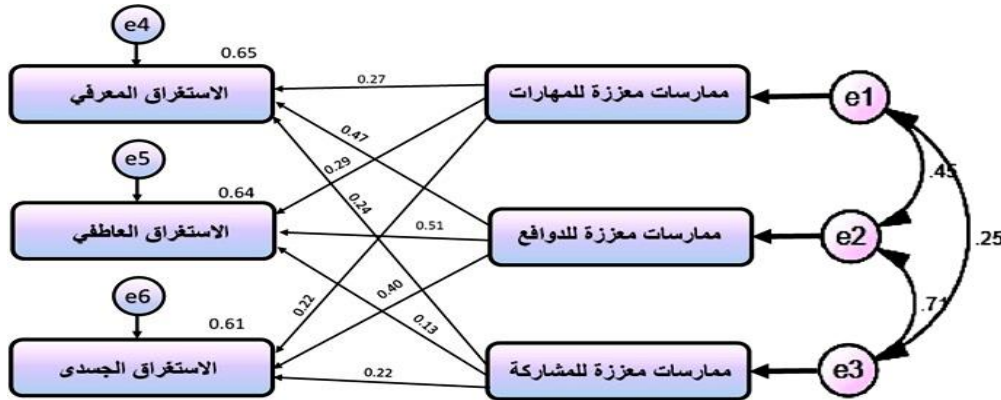 e4
0.65
الاستغراق المعرفي
0.27
ممارسات معززة للمهارات
e1
0.47
0.29
.45
e5
0.64
0.24
الاستغراق العاطفي
0.51
ممارسات معززة للدوافع
e2
.25
e6
0.40
0.22
0.13
.71
0.61
الاستغراق الجسدى
0.22
ممارسات معززة للمشاركة
e3